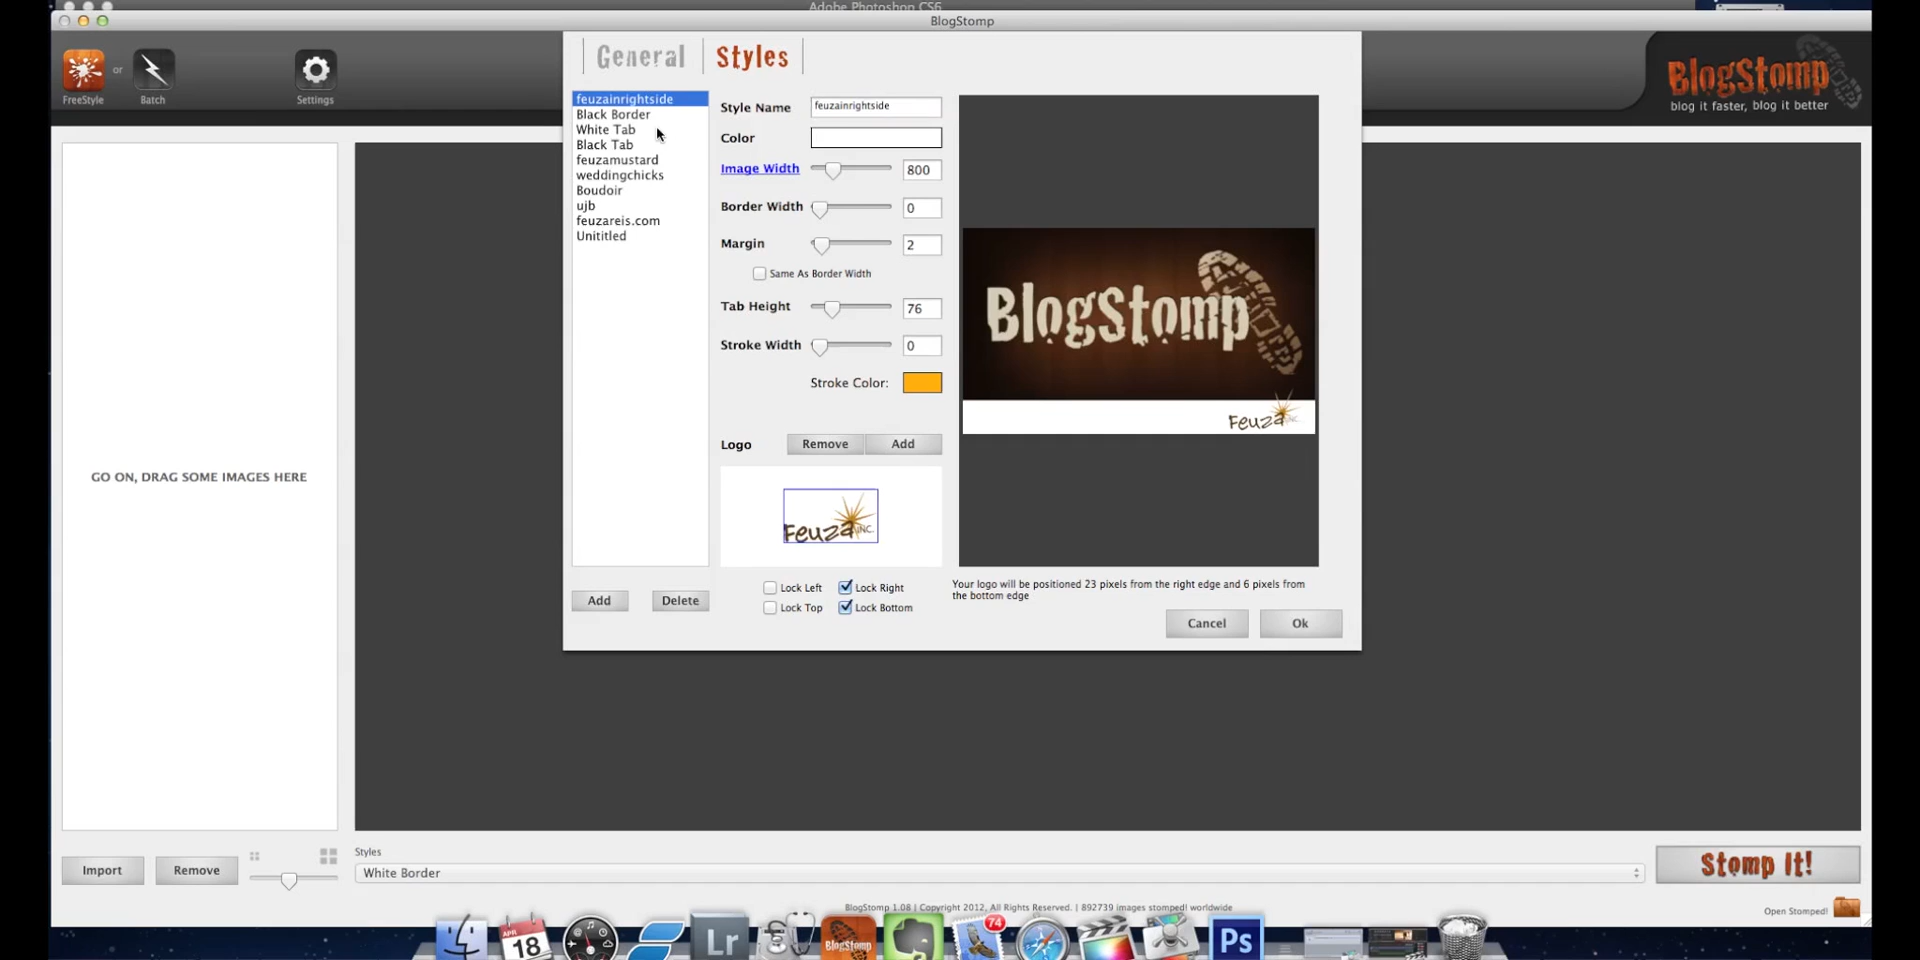 Adobe Photoshop CS6
BlogStomp
FreeStyle
or
Batch
Settings
BlogStomp
blog it faster, blog it better
General
Styles
feuzainrightside
Black Border
White Tab
Black Tab
feuzamustard
weddingchicks
Boudoir
ujb
feuzareis.com
Unititled
Add
Delete
Style Name
feuzainrightside
Color
Image Width
800
Border Width
0
Margin
2
Same As Border Width
Tab Height
76
Stroke Width
0
Stroke Color:
Logo
Remove
Add
Feuza INC.
Lock Left
Lock Right
Lock Top
Lock Bottom
BlogStomp
Feuza INC.
Your logo will be positioned 23 pixels from the right edge and 6 pixels from
the bottom edge
Cancel
Ok
GO ON, DRAG SOME IMAGES HERE
Import
Remove
Styles
White Border
Stomp It!
BlogStomp 1.08 | Copyright 2012, All Rights Reserved. | 892739 images stomped! worldwide
Open Stomped!
APR
18
Lr
BlogStomp
74
Ps